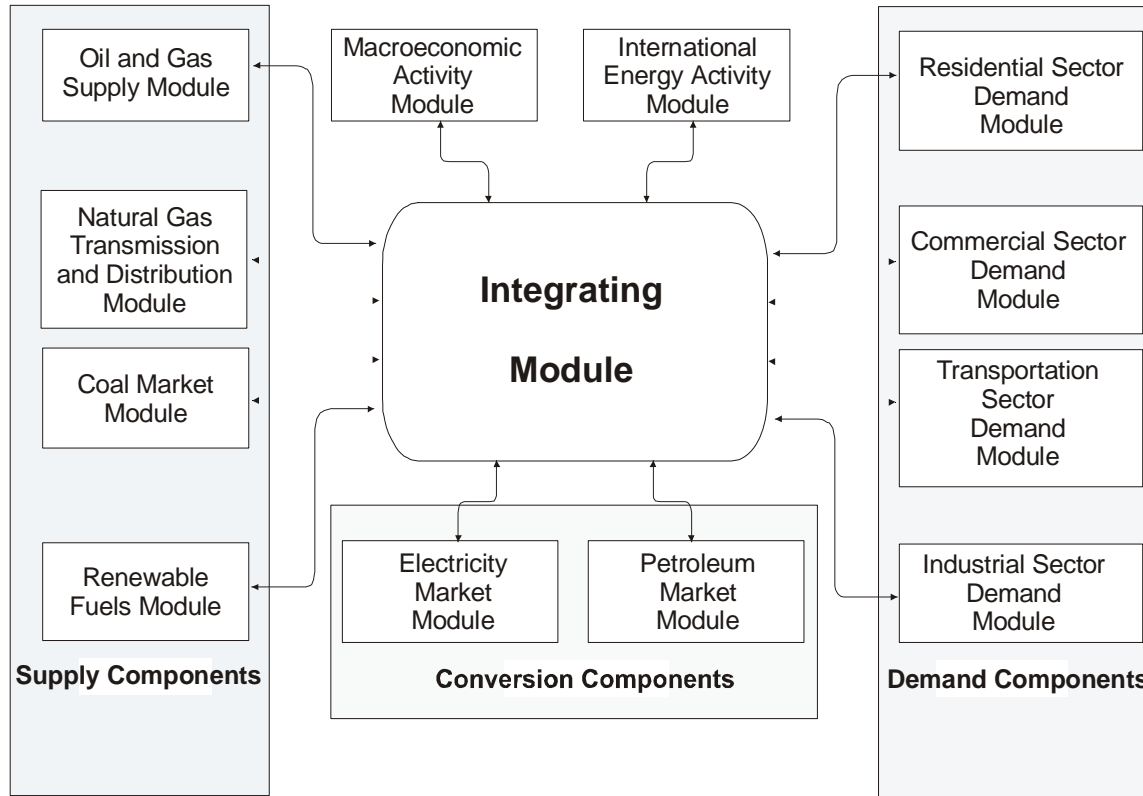 Oil and Gas
Supply Module
Natural Gas
Transmission
and Distribution
Module
Coal Market
Module
Renewable
Fuels Module
Supply Components
Macroeconomic
Activity
Module
International
Energy Activity
Module
Integrating
Module
Electricity
Market
Module
Petroleum
Market
Module
Conversion Components
Residential Sector
Demand
Module
Commercial Sector
Demand
Module
Transportation
Sector
Demand
Module
Industrial Sector
Demand
Module
Demand Components